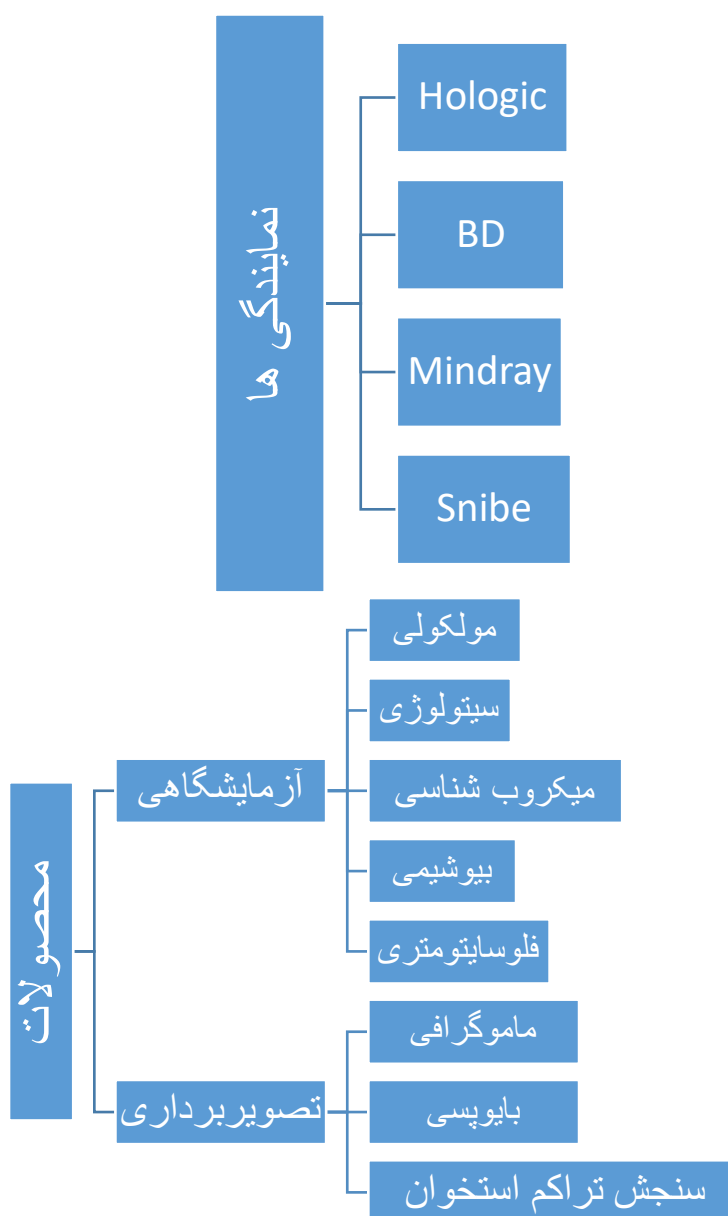 نمایندگی ها
Hologic
BD
Mindray
Snibe
محصولات
آزمایشگاهی
مولکولی
سیتولوژی
میکروب شناسی
بیوشیمی
فلوسایتومتری
تصویربرداری
ماموگرافی
بایوپسی
سنجش تراکم استخوان